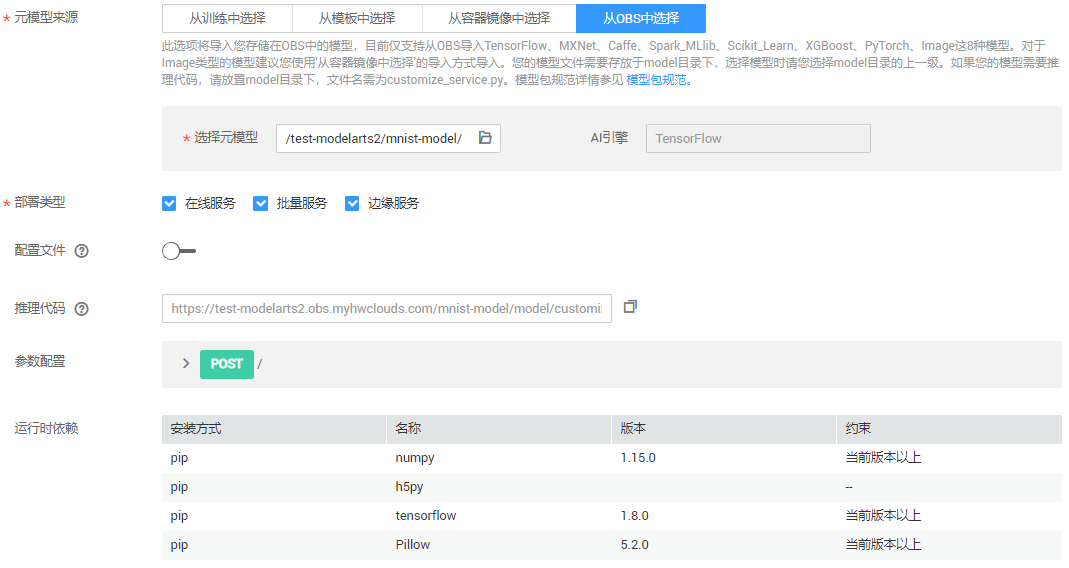 * 元模型来源 从训练中选择 从模板中选择 从容器镜像中选择 从OBS中选择
此选项将导入您存储在OBS中的模型，目前仅支持从OBS导入TensorFlow、MXNet、Caffe、Spark_MLlib、Scikit_Learn、XGBoost、PyTorch、Image这8种模型。对于
Image类型的模型建议您使用'从容器镜像中选择'的导入方式导入。您的模型文件需要存放于model目录下，选择模型时请您选择model目录的上一级。如果您的模型需要推
理代码，请放置model目录下，文件名需为customize_service.py。模型包规范详情参见 模型包规范。
* 选择元模型 /test-modelarts2/mnist-model/ AI引擎 TensorFlow
* 部署类型 在线服务 批量服务 边缘服务
配置文件 ?
推理代码 ? https://test-modelarts2.obs.myhwclouds.com/mnist-model/model/customi
参数配置 > POST /
运行时依赖 安装方式 名称 版本 约束
pip numpy 1.15.0 当前版本以上
pip h5py --
pip tensorflow 1.8.0 当前版本以上
pip Pillow 5.2.0 当前版本以上